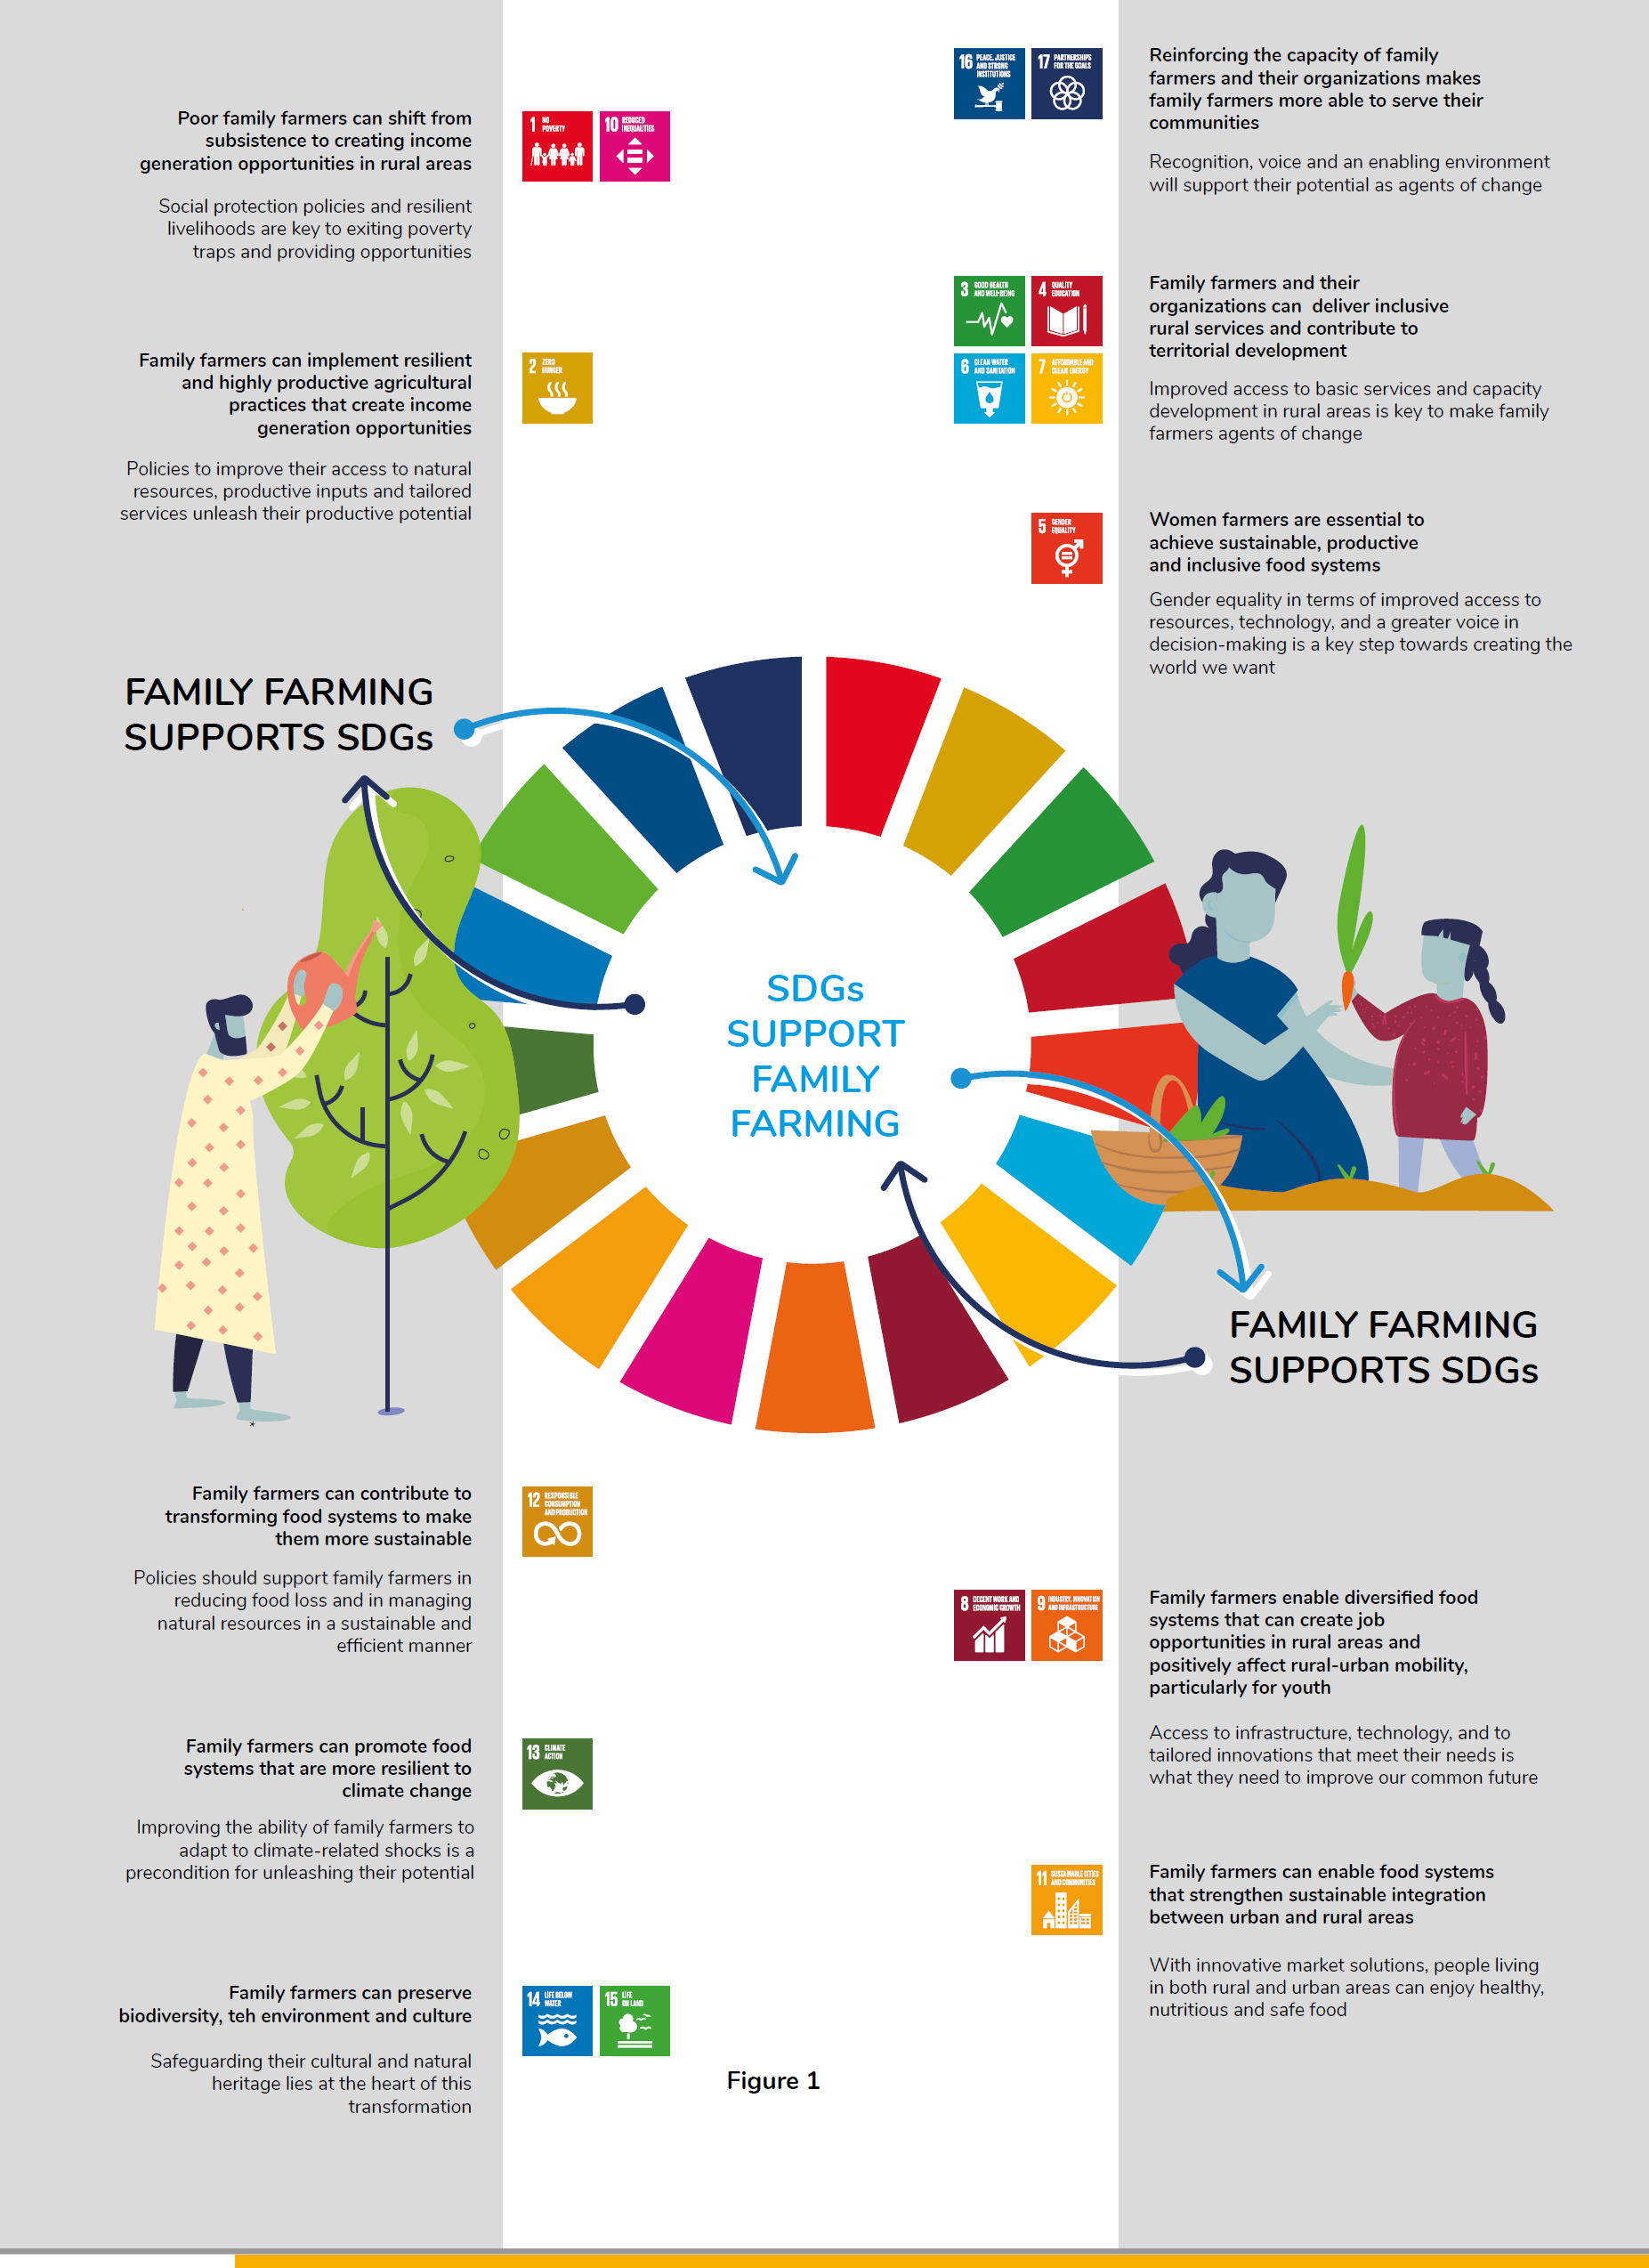 Poor family farmers can shift from
subsistence to creating income
generation opportunities in rural areas
Social protection policies and resilient
livelihoods are key to exiting poverty
traps and providing opportunities
1 NO
POVERTY
10 REDUCED
INEQUALITIES
Family farmers can implement resilient
and highly productive agricultural
practices that create income
generation opportunities
Policies to improve their access to natural
resources, productive inputs and tailored
services unleash their productive potential
2 ZERO
HUNGER
16 PEACE, JUSTICE
AND STRONG
INSTITUTIONS
17 PARTNERSHIPS
FOR THE GOALS
Reinforcing the capacity of family
farmers and their organizations makes
family farmers more able to serve their
communities
Recognition, voice and an enabling environment
will support their potential as agents of change
3 GOOD HEALTH
AND WELL-BEING
4 QUALITY
EDUCATION
6 CLEAN WATER
AND SANITATION
7 AFFORDABLE AND
CLEAN ENERGY
Family farmers and their
organizations can  deliver inclusive
rural services and contribute to
territorial development
Improved access to basic services and capacity
development in rural areas is key to make family
farmers agents of change
5 GENDER
EQUALITY
Women farmers are essential to
achieve sustainable, productive
and inclusive food systems
Gender equality in terms of improved access to
resources, technology, and a greater voice in
decision-making is a key step towards creating the
world we want
FAMILY FARMING
SUPPORTS SDGs
SDGs
SUPPORT
FAMILY
FARMING
FAMILY FARMING
SUPPORTS SDGs
*
Family farmers can contribute to
transforming food systems to make
them more sustainable
Policies should support family farmers in
reducing food loss and in managing
natural resources in a sustainable and
efficient manner
12 RESPONSIBLE
CONSUMPTION
AND PRODUCTION
Family farmers can promote food
systems that are more resilient to
climate change
Improving the ability of family farmers to
adapt to climate-related shocks is a
precondition for unleashing their potential
13 CLIMATE
ACTION
Family farmers can preserve
biodiversity, teh environment and culture
Safeguarding their cultural and natural
heritage lies at the heart of this
transformation
14 LIFE BELOW
WATER
15 LIFE
ON LAND
8 DECENT WORK AND
ECONOMIC GROWTH
9 INDUSTRY, INNOVATION
AND INFRASTRUCTURE
Family farmers enable diversified food
systems that can create job
opportunities in rural areas and
positively affect rural-urban mobility,
particularly for youth
Access to infrastructure, technology, and to
tailored innovations that meet their needs is
what they need to improve our common future
11 SUSTAINABLE CITIES
AND COMMUNITIES
Family farmers can enable food systems
that strengthen sustainable integration
between urban and rural areas
With innovative market solutions, people living
in both rural and urban areas can enjoy healthy,
nutritious and safe food
Figure 1